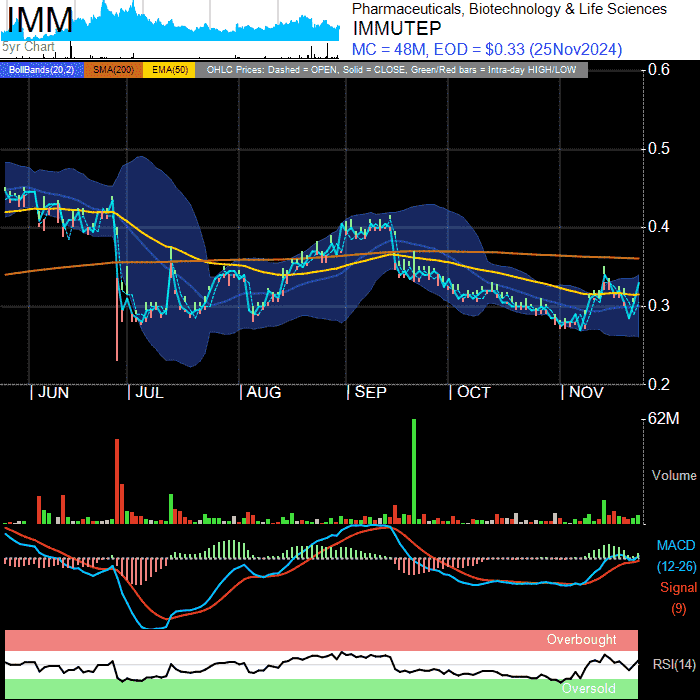 IMM
5yr Chart
Pharmaceuticals, Biotechnology & Life Sciences
IMMUTEP
MC = 48M, EOD = $0.33 (25Nov2024)
BollBands(20,2) SMA(200) EMA(50) OHLC Prices: Dashed = OPEN, Solid = CLOSE, Green/Red bars = Intra-day HIGH/LOW
0.6
0.5
0.4
0.3
0.2
| JUN | JUL | AUG | SEP | OCT | NOV
62M
Volume
MACD
(12-26)
Signal
(9)
Overbought
RSI(14)
Oversold